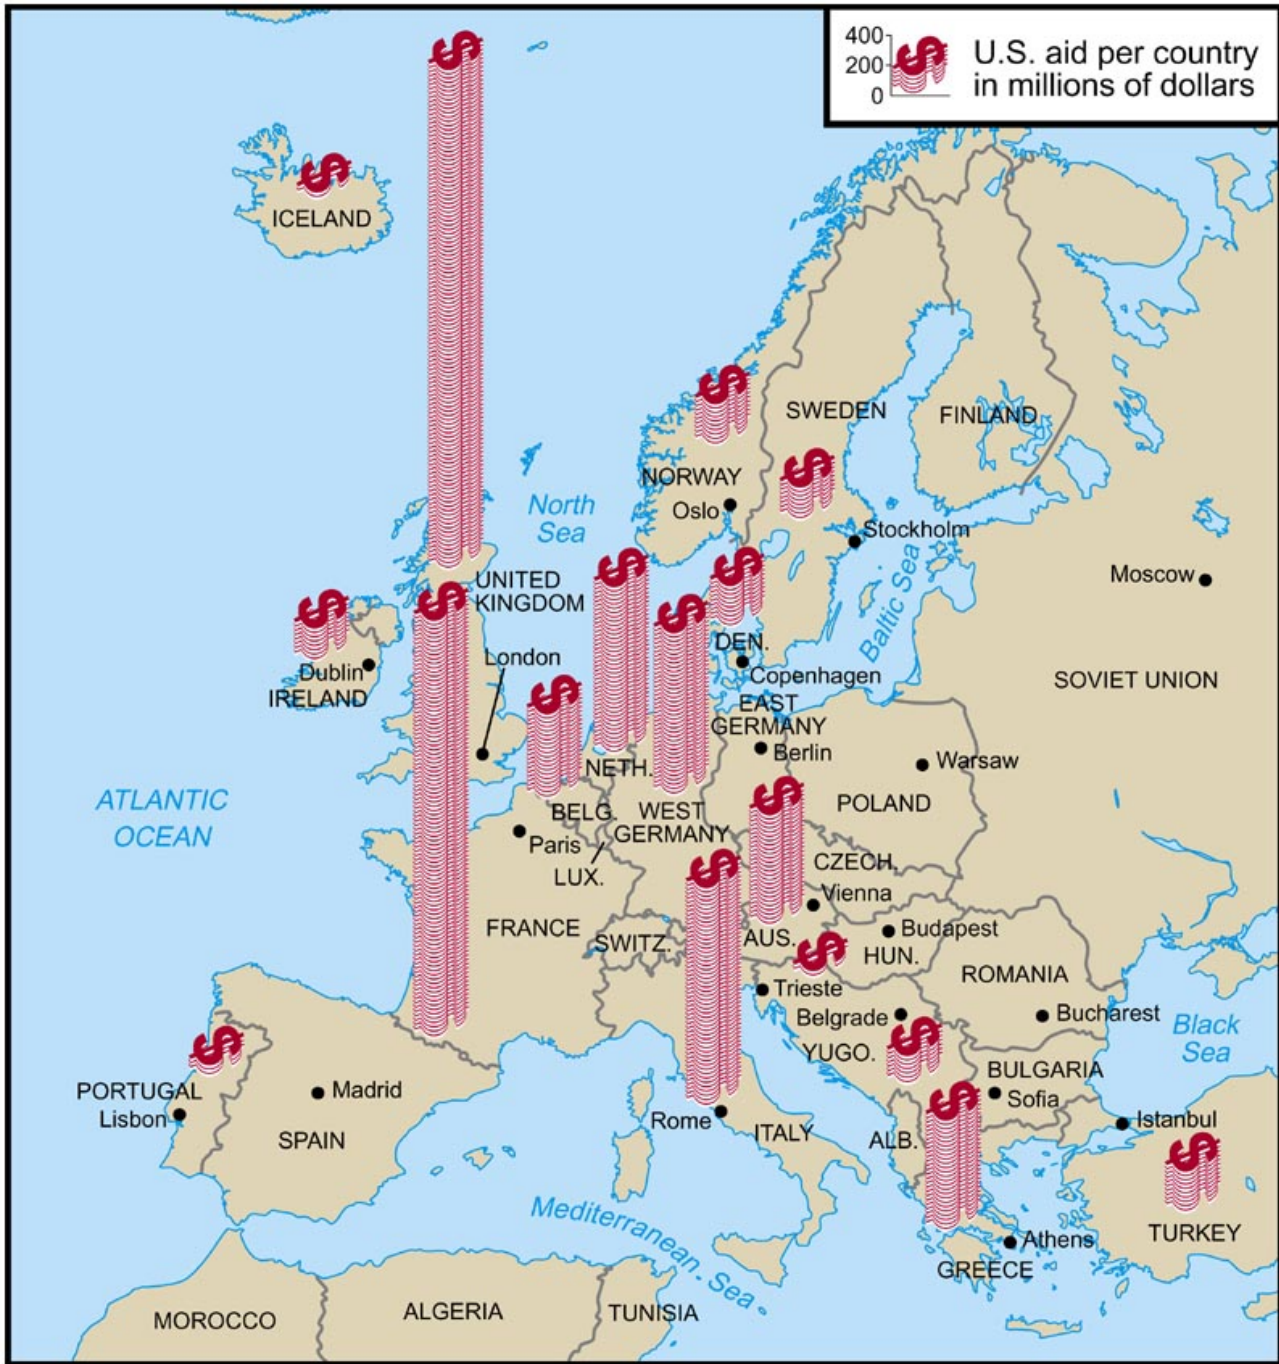 400
200
0
U.S. aid per country
in millions of dollars
ICELAND
SWEDEN
FINLAND
NORWAY
Oslo
North
Sea
Stockholm
Baltic Sea
Moscow
UNITED
KINGDOM
London
Dublin
IRELAND
DEN.
Copenhagen
EAST
GERMANY
Berlin
SOVIET UNION
NETH.
Warsaw
ATLANTIC
OCEAN
BELG.
WEST
GERMANY
POLAND
Paris
LUX.
CZECH.
Vienna
FRANCE
SWITZ.
AUS.
Budapest
HUN.
ROMANIA
Trieste
Belgrade
Bucharest
Black
Sea
YUGO.
BULGARIA
Sofia
PORTUGAL
Lisbon
Madrid
SPAIN
Rome
ITALY
ALB.
Istanbul
Mediterranean Sea
Athens
GREECE
TURKEY
MOROCCO
ALGERIA
TUNISIA